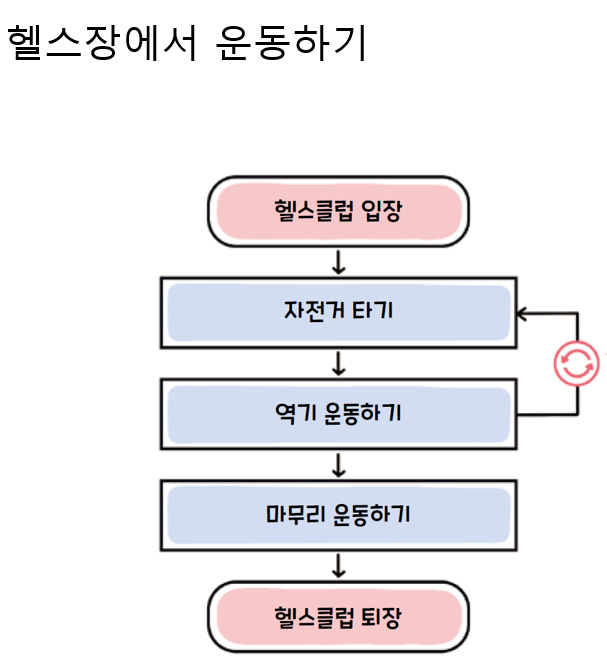 헬스장에서 운동하기
헬스클럽 입장
자전거 타기
역기 운동하기
마무리 운동하기
헬스클럽 퇴장